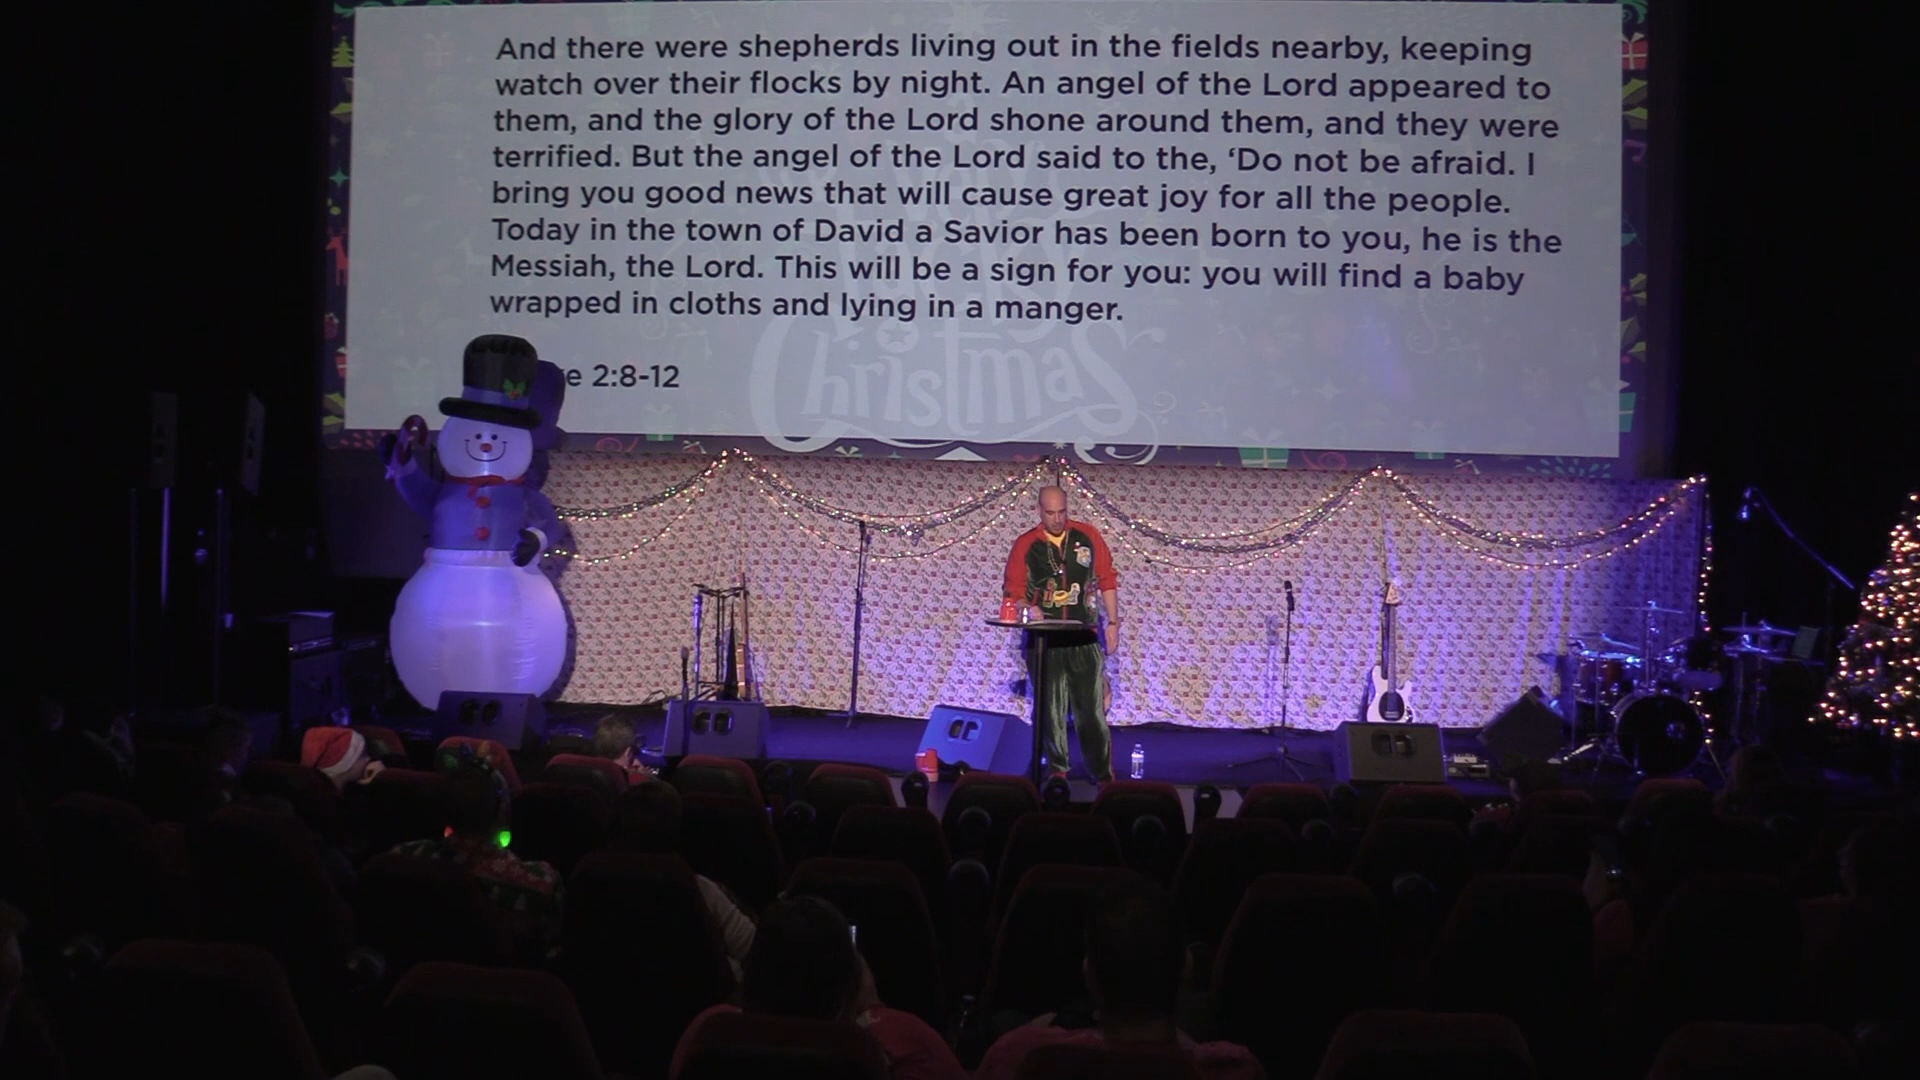 And there were shepherds living out in the fields nearby, keeping
watch over their flocks by night. An angel of the Lord appeared to
them, and the glory of the Lord shone around them, and they were
terrified. But the angel of the Lord said to the, ‘Do not be afraid. I
bring you good news that will cause great joy for all the people.
Today in the town of David a Savior has been born to you, he is the
Messiah, the Lord. This will be a sign for you: you will find a baby
wrapped in cloths and lying in a manger.
2:8-12
Christmas